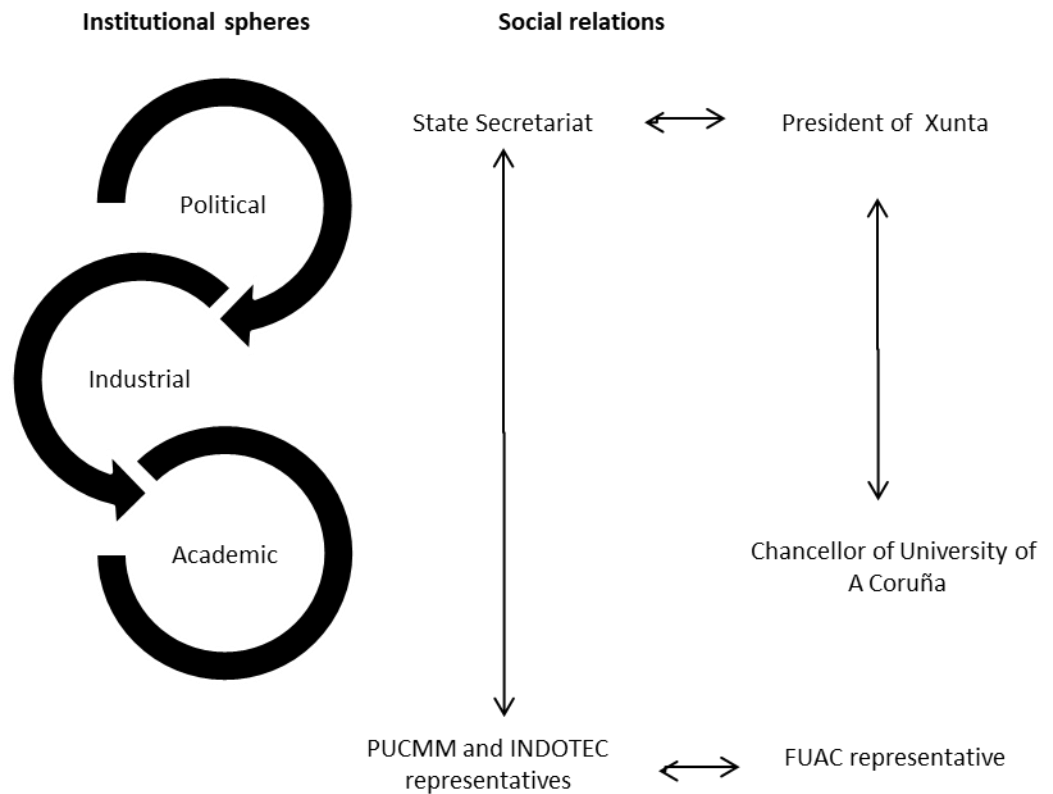 Institutional spheres
Social relations
State Secretariat
President of Xunta
Political
Industrial
Academic
Chancellor of University of
A Coruña
PUCMM and INDOTEC
representatives
FUAC representative